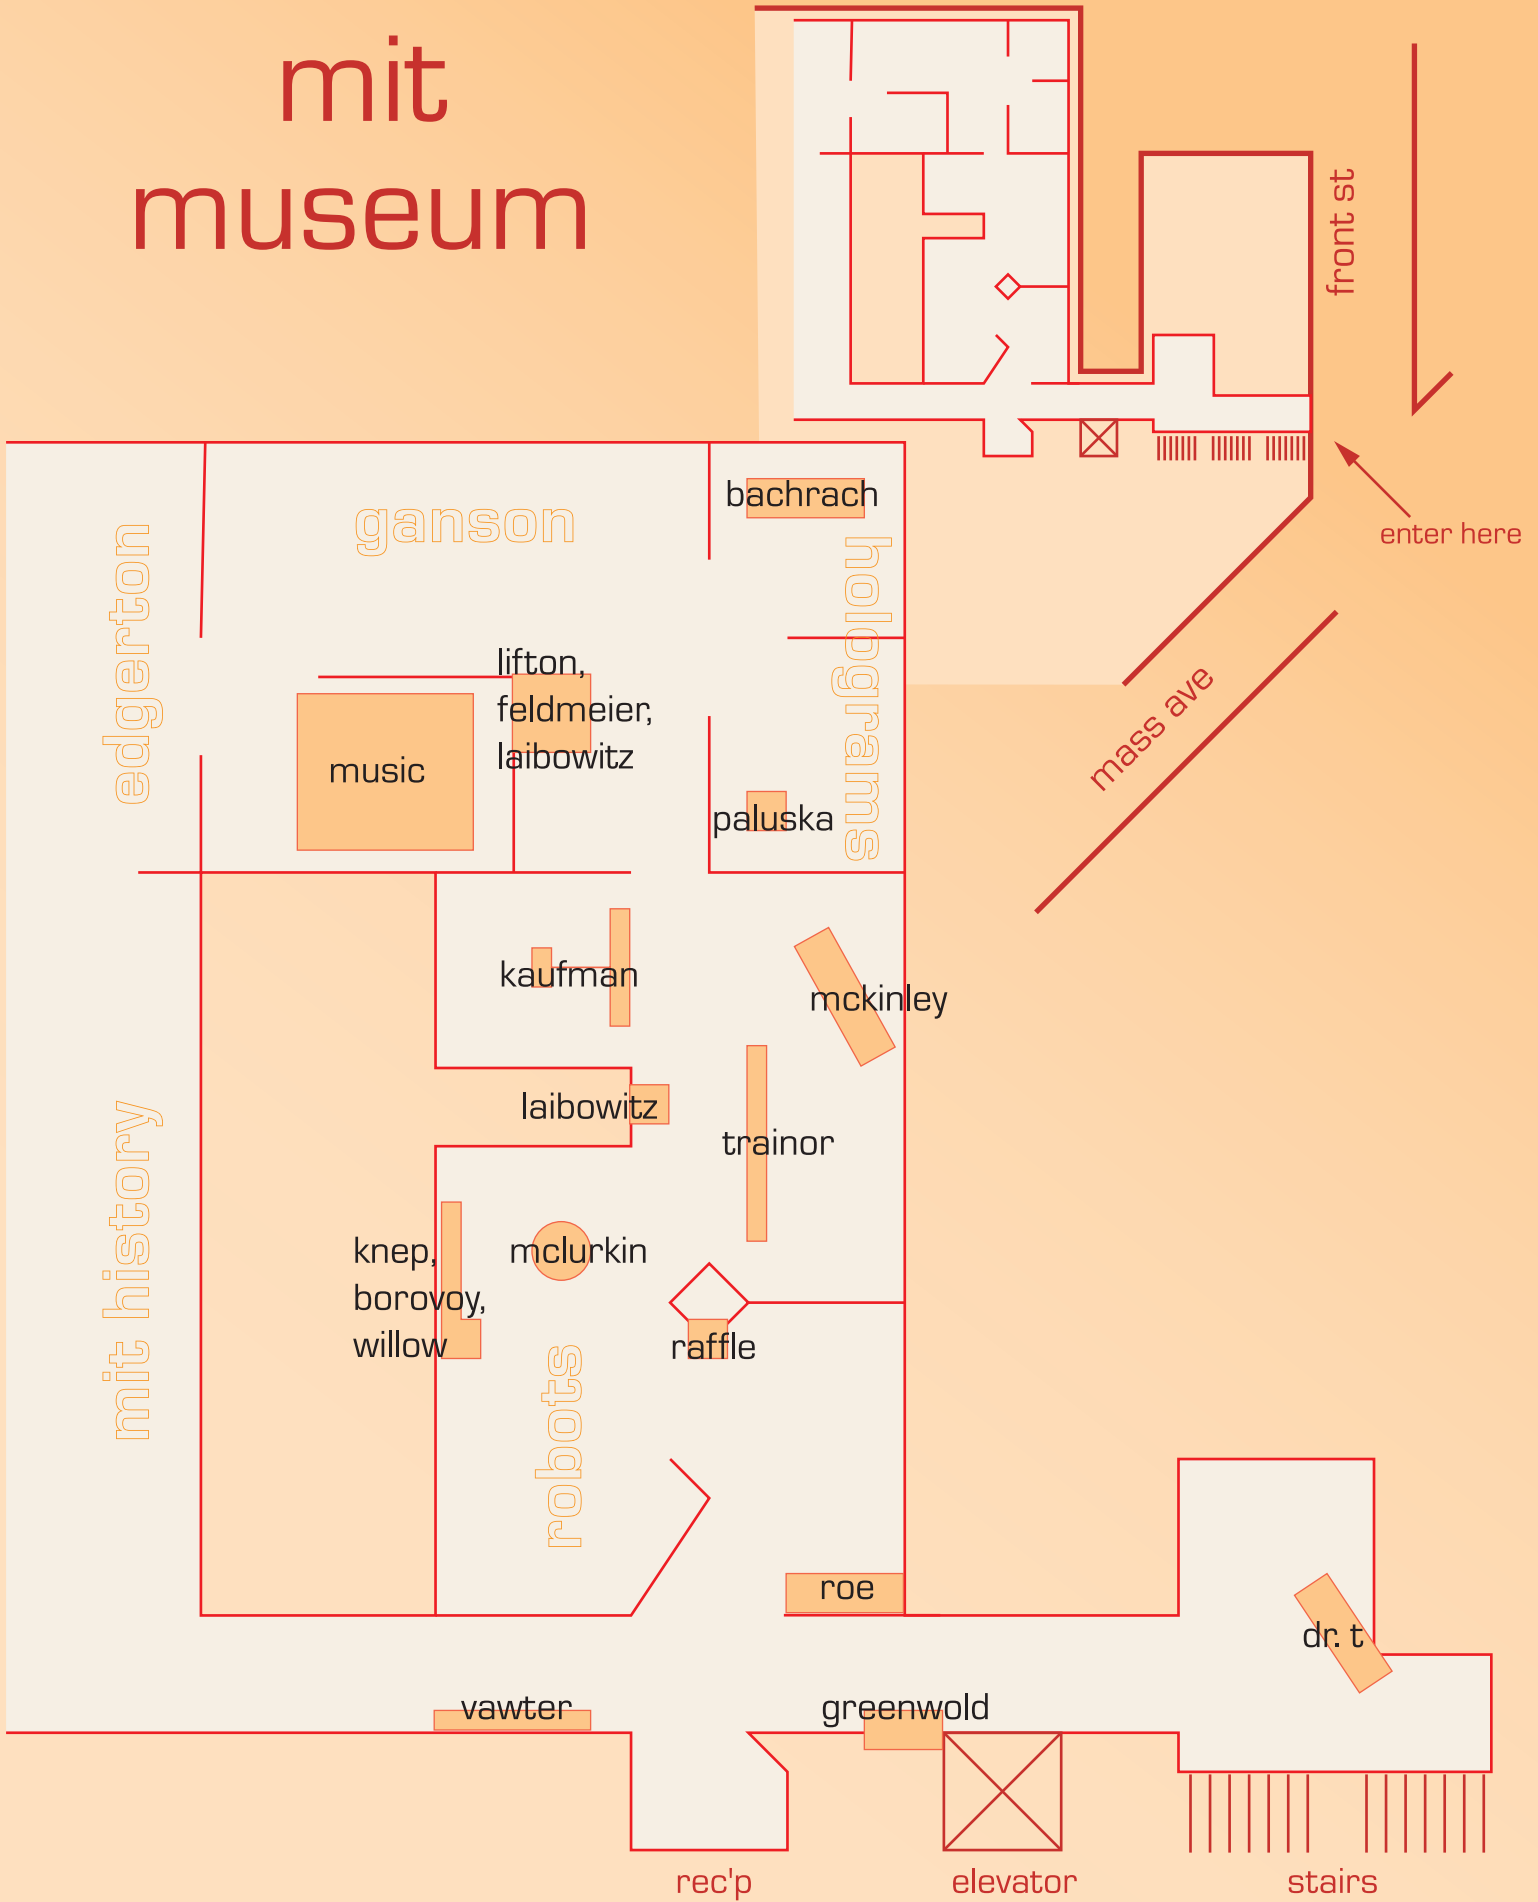 mit
museum
front st
enter here
mass ave
bachrach
ganson
edgerton
holograms
lifton,
feldmeier,
laibowitz
music
paluska
kaufman
mckinley
laibowitz
trainor
mit history
knep,
borovoy,
willow
mclurkin
raffle
robots
roe
dr. t
vawter
greenwold
rec'p
elevator
stairs